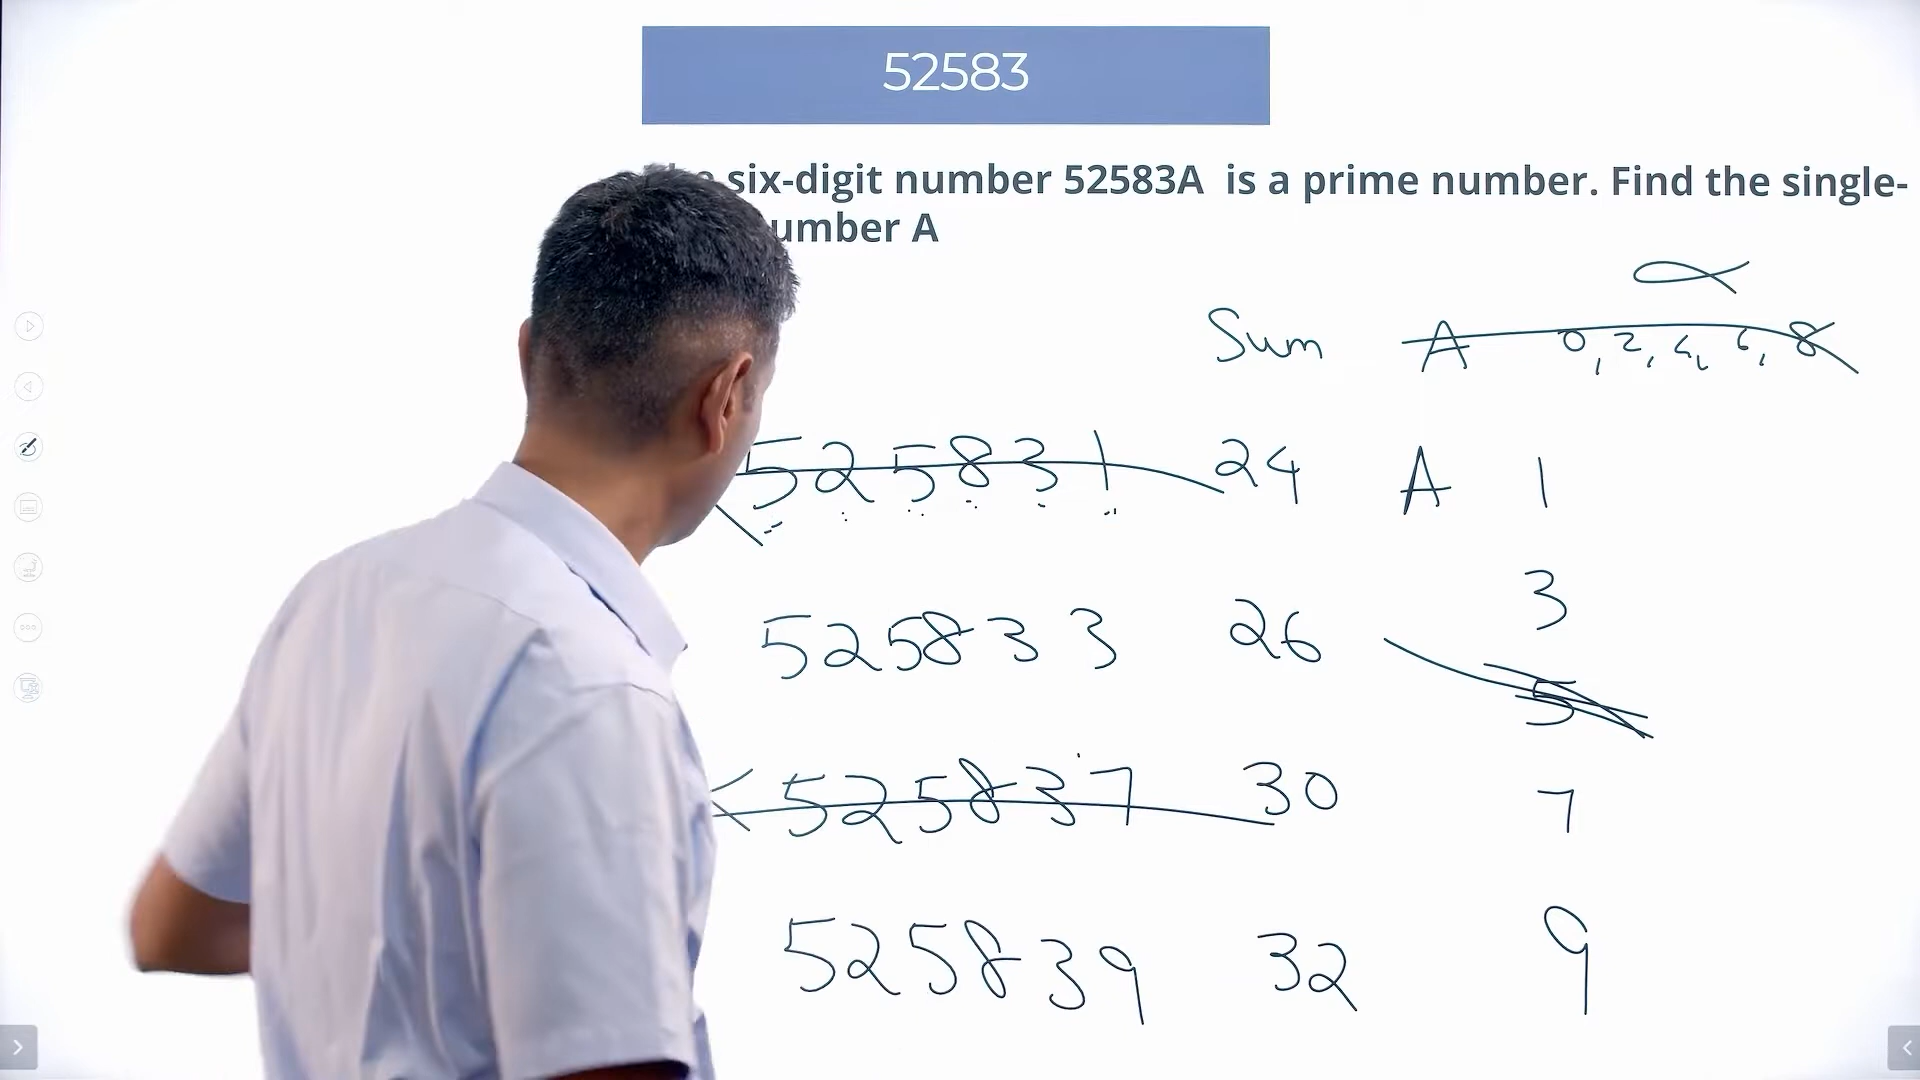 52583
six-digit number 52583A is a prime number. Find the single-
umber A
Sum A 0, 2, 4, 6, 8
525831 24 A 1
525833 26 3
5
525837 30 7
525839 32 9